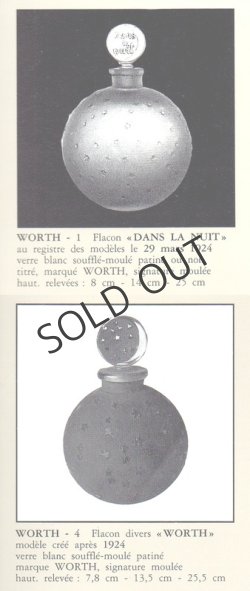 WORTH - 1 Flacon «DANS LA NUIT»
au registre des modèles le 29 mars 1924
verre blanc soufflé-moulé patiné ou non
titré, marqué WORTH, signature moulée
haut. relevées : 8 cm - 14 cm - 25 cm
SOLD OUT
WORTH - 4 Flacon divers «WORTH»
modèle créé après 1924
verre blanc soufflé-moulé patiné
marque WORTH, signature moulée
haut. relevée : 7,8 cm - 13,5 cm - 25,5 cm